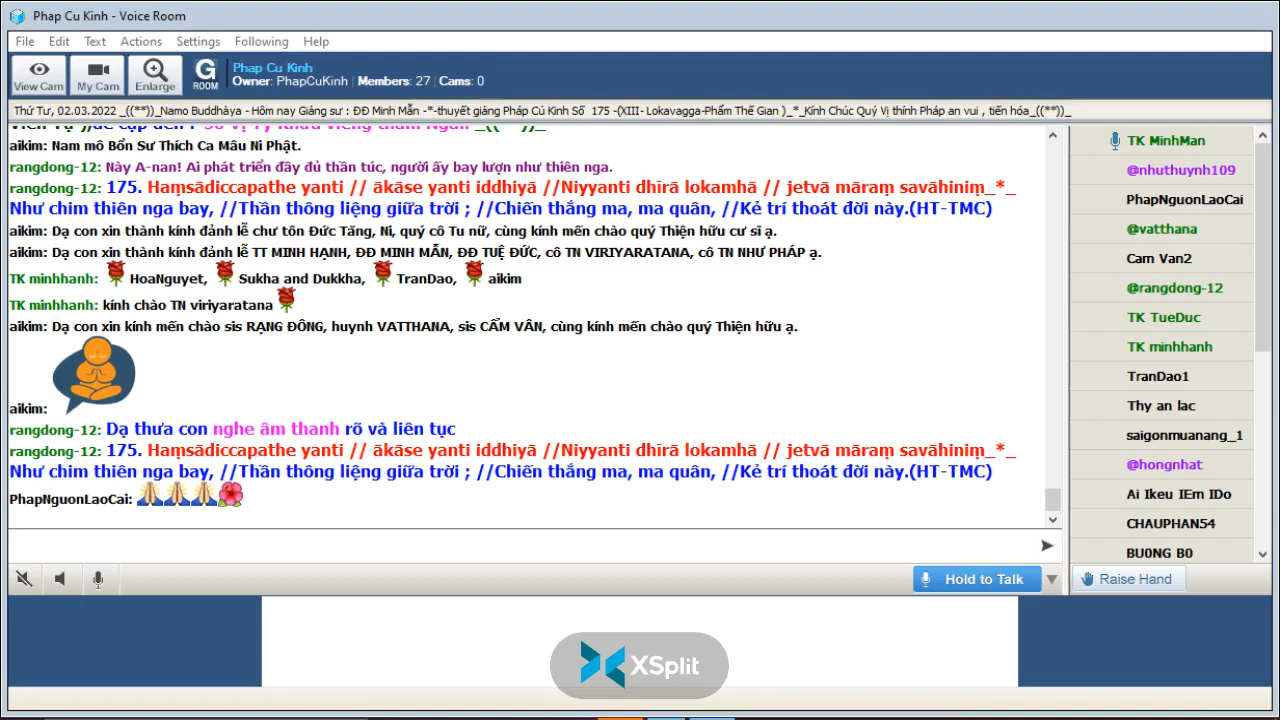 Phap Cu Kinh - Voice Room
File Edit Text Actions Settings Following Help
View Cam My Cam Enlarge G ROOM
Phap Cu Kinh
Owner: PhapCuKinh | Members: 27 | Cams: 0
Thứ Tư, 02.03.2022 _((**))_Namo Buddhàya - Hôm nay Giảng sư : ĐĐ Minh Mẫn -*-thuyết giảng Pháp Cú Kinh Số 175 -(XIII- Lokavagga-Phẩm Thế Gian )_*_Kính Chúc Quý Vị thính Pháp an vui , tiến hóa_((**))_
aikim: Nam mô Bổn Sư Thích Ca Mâu Ni Phật.
rangdong-12: Này A-nan! Ai phát triển đầy đủ thần túc, người ấy bay lượn như thiên nga.
rangdong-12: 175. Haṃsādiccapathe yanti // ākāse yanti iddhiyā //Niyyanti dhīrā lokamhā // jetvā māraṃ savāhiniṃ_*_
Như chim thiên nga bay, //Thần thông liệng giữa trời ; //Chiến thắng ma, ma quân, //Kẻ trí thoát đời này.(HT-TMC)
aikim: Dạ con xin thành kính đảnh lễ chư tôn Đức Tăng, Ni, quý cô Tu nữ, cùng kính mến chào quý Thiện hữu cư sĩ ạ.
aikim: Dạ con xin thành kính đảnh lễ TT MINH HẠNH, ĐĐ MINH MẪN, ĐĐ TUỆ ĐỨC, cô TN VIRIYARATANA, cô TN NHƯ PHÁP ạ.
TK minhhanh: HoaNguyet, Sukha and Dukkha, TranDao, aikim
TK minhhanh: kính chào TN viriyaratana
aikim: Dạ con xin kính mến chào sis RẠNG ĐÔNG, huynh VATTHANA, sis CẨM VÂN, cùng kính mến chào quý Thiện hữu ạ.
aikim:
rangdong-12: Dạ thưa con nghe âm thanh rõ và liên tục
rangdong-12: 175. Haṃsādiccapathe yanti // ākāse yanti iddhiyā //Niyyanti dhīrā lokamhā // jetvā māraṃ savāhiniṃ_*_
Như chim thiên nga bay, //Thần thông liệng giữa trời ; //Chiến thắng ma, ma quân, //Kẻ trí thoát đời này.(HT-TMC)
PhapNguonLaoCai:
Hold to Talk
TK MinhMan
@nhuthuynh109
PhapNguonLaoCai
@vatthana
Cam Van2
@rangdong-12
TK TueDuc
TK minhhanh
TranDao1
Thy an lac
saigonmuanang_1
@hongnhat
Ai Ikeu IEm IDo
CHAUPHAN54
BU0NG B0
Raise Hand
XSplit